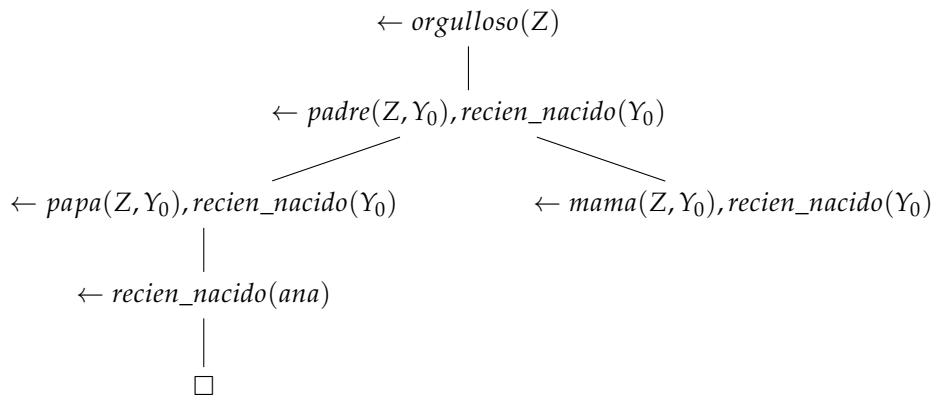 ← orgulloso(Z)
← padre(Z, Y₀), recien_nacido(Y₀)
← papa(Z, Y₀), recien_nacido(Y₀)
← mama(Z, Y₀), recien_nacido(Y₀)
← recien_nacido(ana)
□